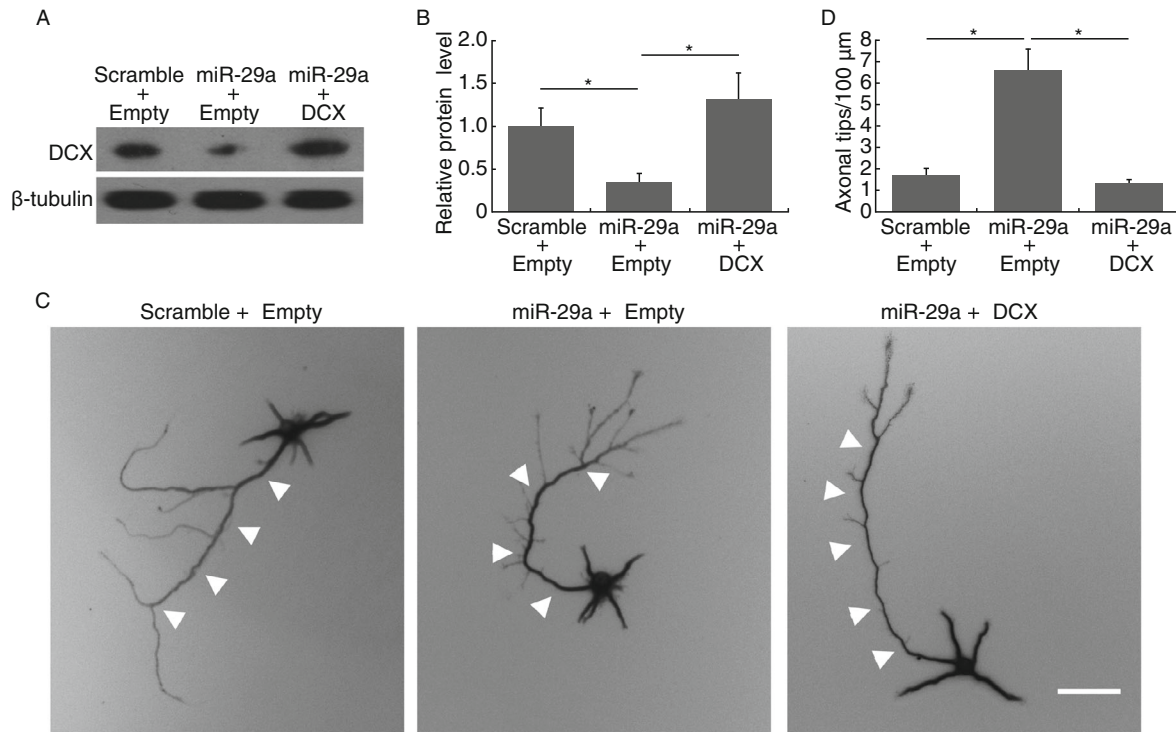 A
Scramble
+
Empty
miR-29a
+
Empty
miR-29a
+
DCX
DCX
β-tubulin
B
Relative protein level
2.0
1.5
1.0
0.5
0
*
*
Scramble
+
Empty
miR-29a
+
Empty
miR-29a
+
DCX
D
Axonal tips/100 µm
8
7
6
5
4
3
2
1
0
*
*
Scramble
+
Empty
miR-29a
+
Empty
miR-29a
+
DCX
C
Scramble + Empty
miR-29a + Empty
miR-29a + DCX